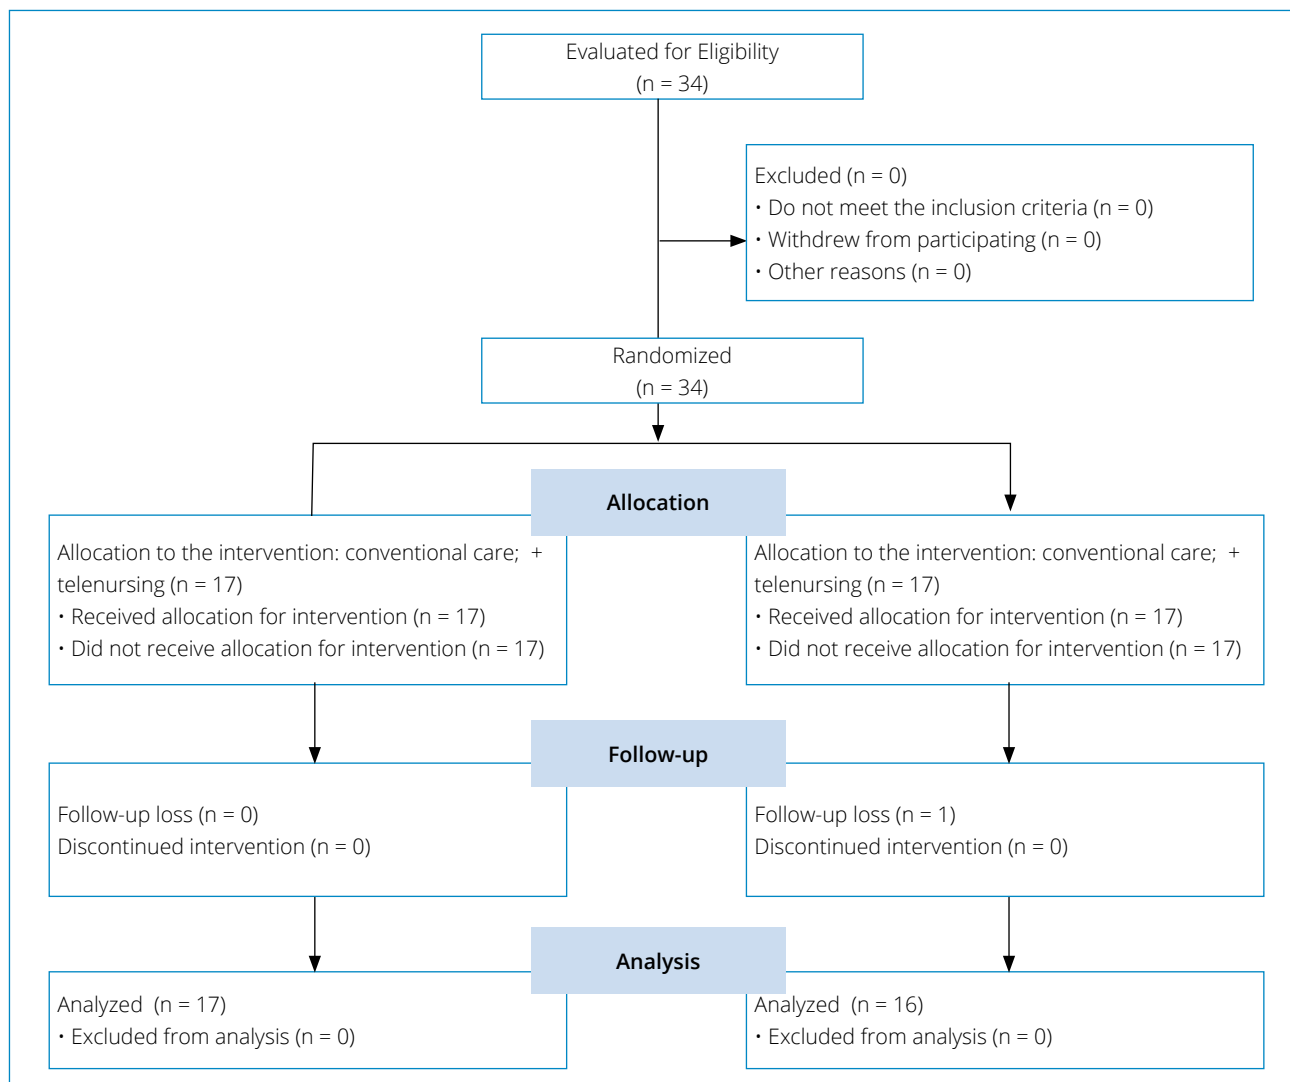 Evaluated for Eligibility
(n = 34)
Excluded (n = 0)
• Do not meet the inclusion criteria (n = 0)
• Withdrew from participating (n = 0)
• Other reasons (n = 0)
Randomized
(n = 34)
Allocation
Allocation to the intervention: conventional care;  +
telenursing (n = 17)
• Received allocation for intervention (n = 17)
• Did not receive allocation for intervention (n = 17)
Allocation to the intervention: conventional care;  +
telenursing (n = 17)
• Received allocation for intervention (n = 17)
• Did not receive allocation for intervention (n = 17)
Follow-up
Follow-up loss (n = 0)
Discontinued intervention (n = 0)
Follow-up loss (n = 1)
Discontinued intervention (n = 0)
Analysis
Analyzed  (n = 17)
• Excluded from analysis (n = 0)
Analyzed  (n = 16)
• Excluded from analysis (n = 0)